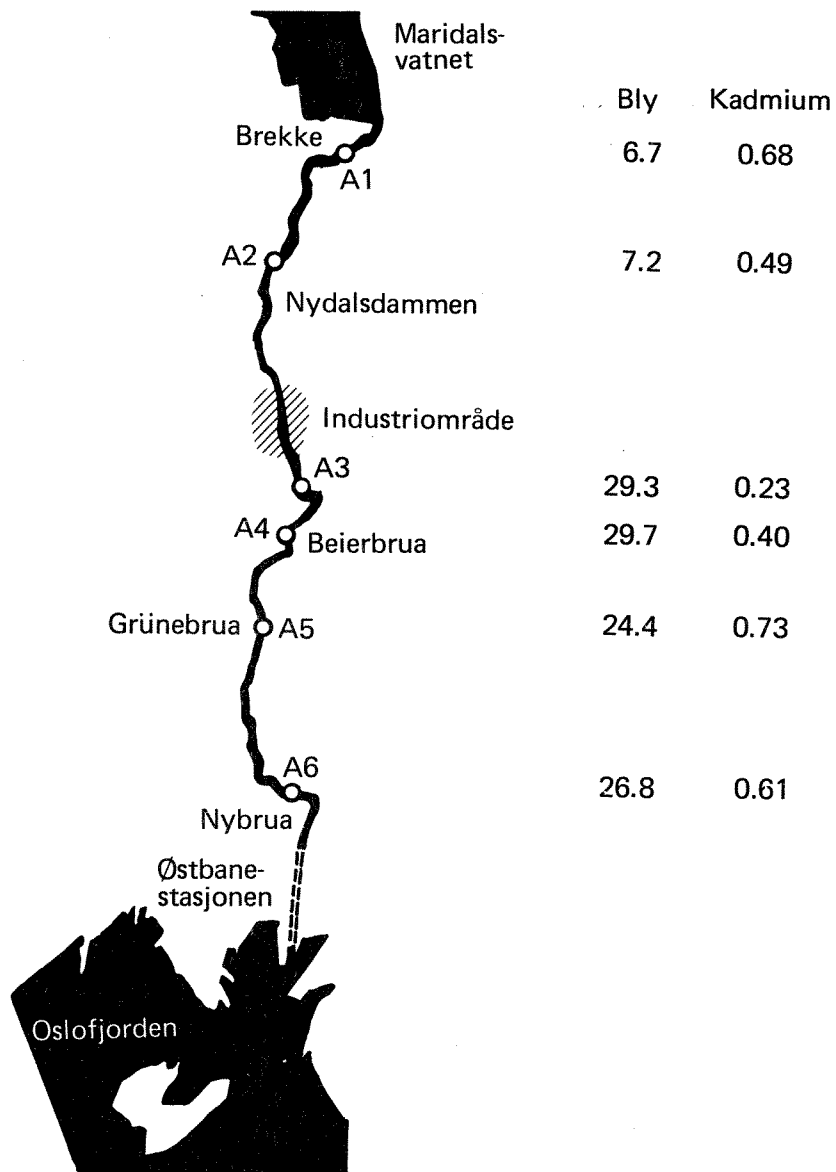 Maridals-
vatnet
Bly Kadmium
Brekke
A1
6.7 0.68
A2
7.2 0.49
Nydalsdammen
Industriområde
A3
29.3 0.23
A4
Beierbrua
29.7 0.40
Grünebrua
A5
24.4 0.73
A6
26.8 0.61
Nybrua
Østbane-
stasjonen
Oslofjorden